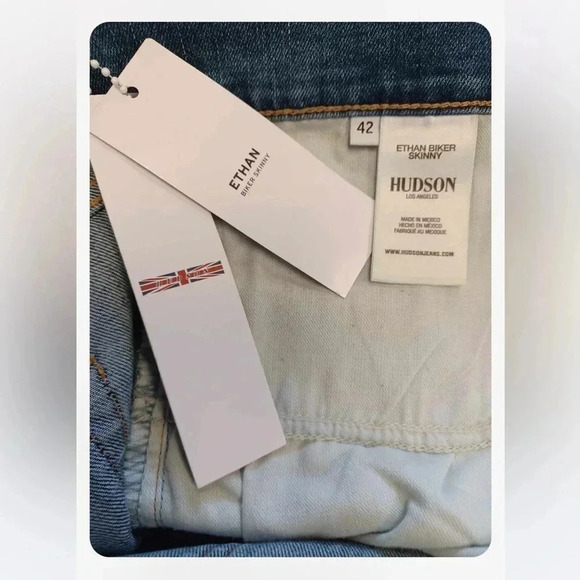 ETHAN
BIKER SKINNY
HUDSON
42
ETHAN BIKER
SKINNY
HUDSON
LOS ANGELES
MADE IN MEXICO
HECHO EN MÉXICO
FABRIQUÉ AU MEXIQUE
WWW.HUDSONJEANS.COM